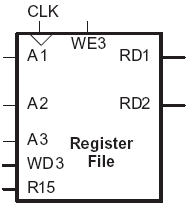 CLK
WE3
A1 RD1
A2 RD2
A3
Register
WD3
File
R15